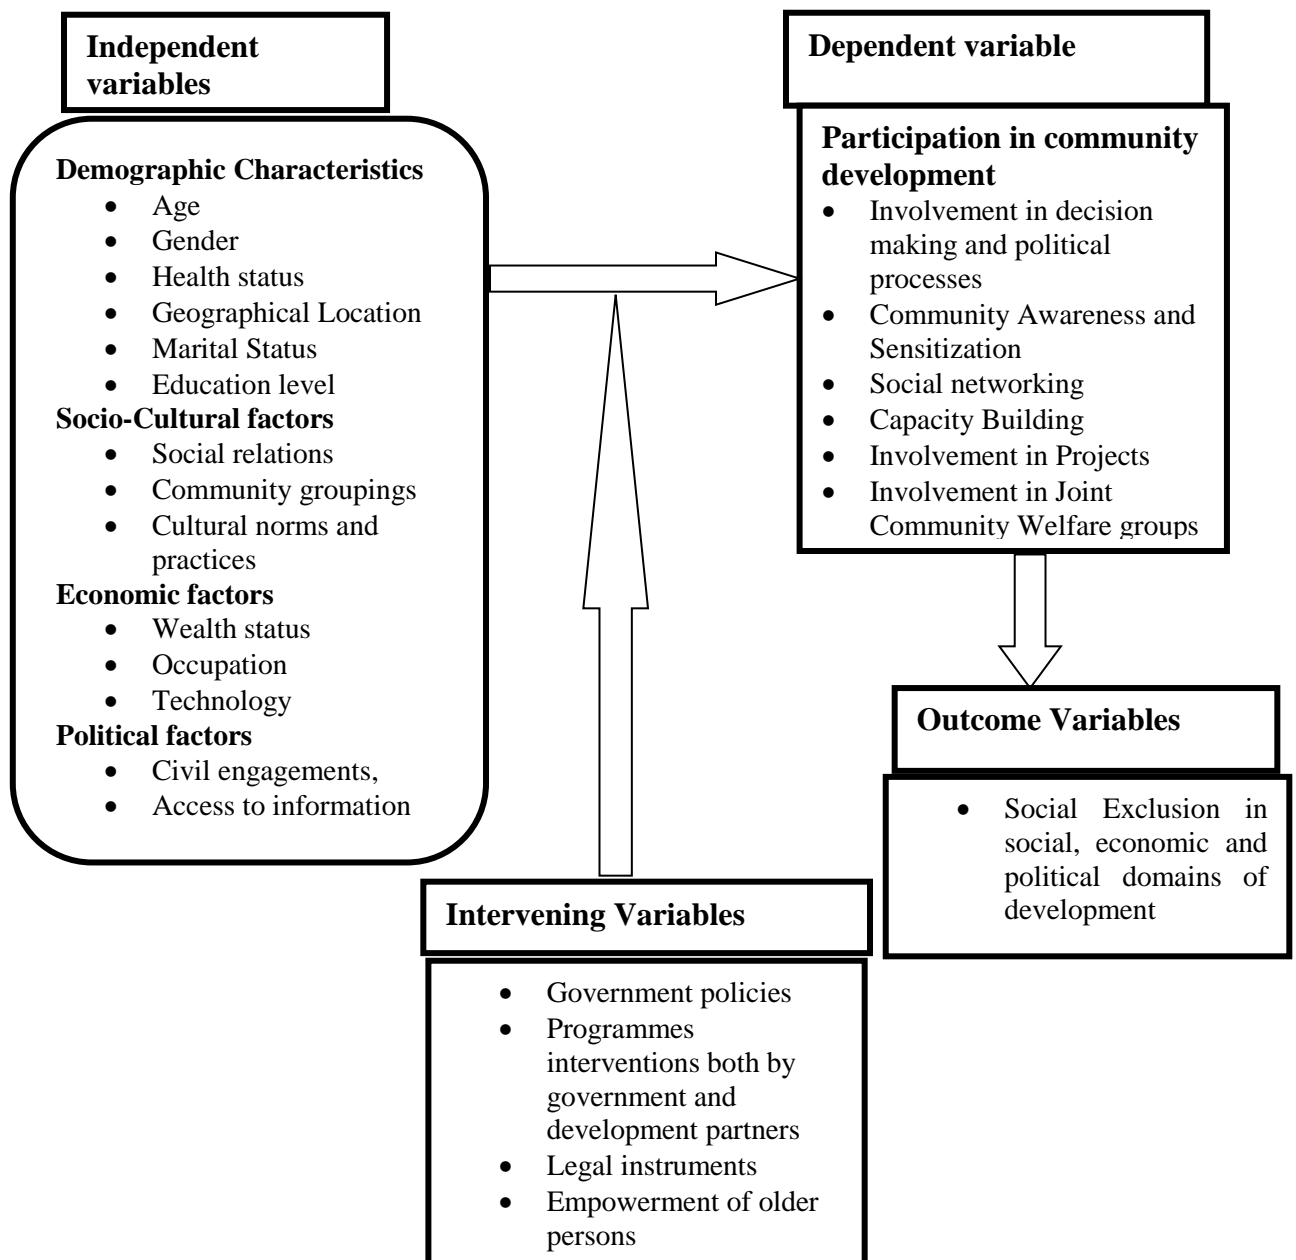 Independent
variables
Demographic Characteristics
• Age
• Gender
• Health status
• Geographical Location
• Marital Status
• Education level
Socio-Cultural factors
• Social relations
• Community groupings
• Cultural norms and
practices
Economic factors
• Wealth status
• Occupation
• Technology
Political factors
• Civil engagements,
• Access to information
Dependent variable
Participation in community
development
• Involvement in decision
making and political
processes
• Community Awareness and
Sensitization
• Social networking
• Capacity Building
• Involvement in Projects
• Involvement in Joint
Community Welfare groups
Outcome Variables
• Social Exclusion in
social, economic and
political domains of
development
Intervening Variables
• Government policies
• Programmes
interventions both by
government and
development partners
• Legal instruments
• Empowerment of older
persons